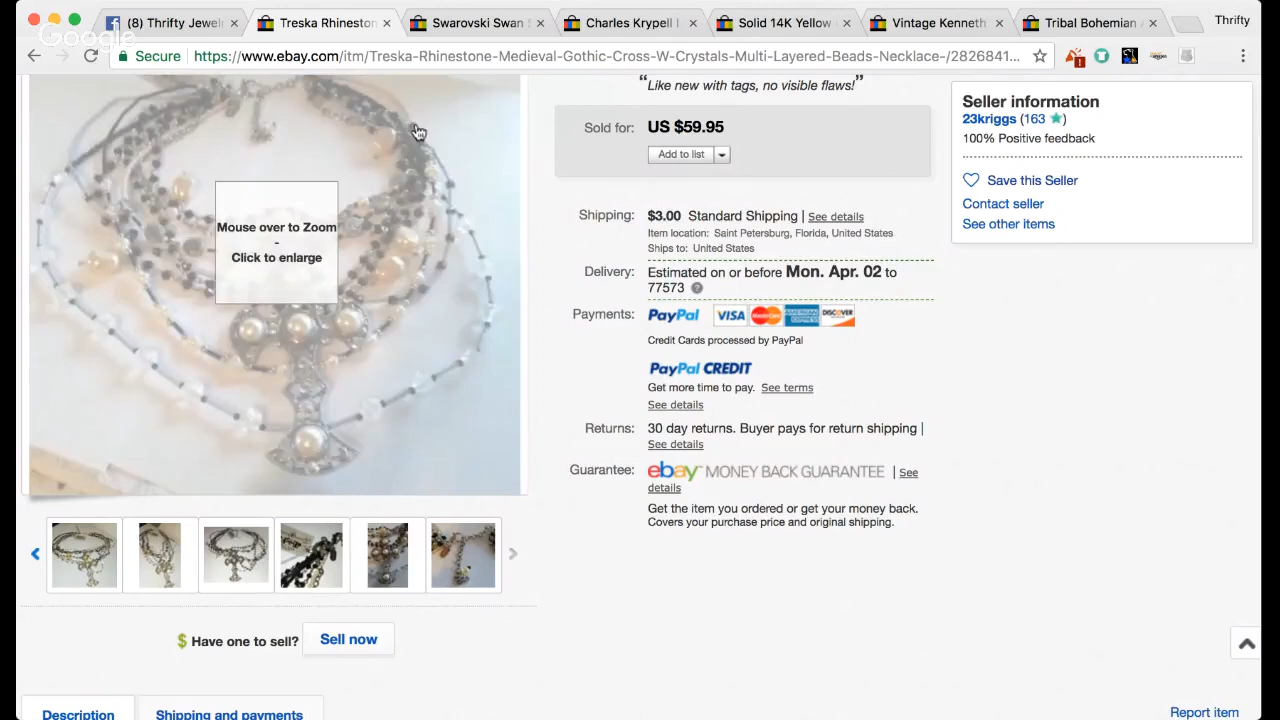 (8) Thrifty Jewel
Treska Rhineston
Swarovski Swan
Charles Krypell
Solid 14K Yellow
Vintage Kenneth
Tribal Bohemian
Thrifty
Google
Secure
https://www.ebay.com/itm/Treska-Rhinestone-Medieval-Gothic-Cross-W-Crystals-Multi-Layered-Beads-Necklace-/2826841...
“Like new with tags, no visible flaws!”
Sold for: US $59.95
Add to list
Shipping: $3.00 Standard Shipping | See details
Item location: Saint Petersburg, Florida, United States
Ships to: United States
Delivery: Estimated on or before Mon. Apr. 02 to
77573 ?
Payments: PayPal VISA MasterCard AMERICAN EXPRESS DISCOVER
Credit Cards processed by PayPal
PayPal CREDIT
Get more time to pay. See terms
See details
Returns: 30 day returns. Buyer pays for return shipping |
See details
Guarantee: ebay MONEY BACK GUARANTEE | See
details
Get the item you ordered or get your money back.
Covers your purchase price and original shipping.
Seller information
23kriggs (163 )
100% Positive feedback
Save this Seller
Contact seller
See other items
Mouse over to Zoom
-
Click to enlarge
$ Have one to sell? Sell now
Description
Shipping and payments
Report item